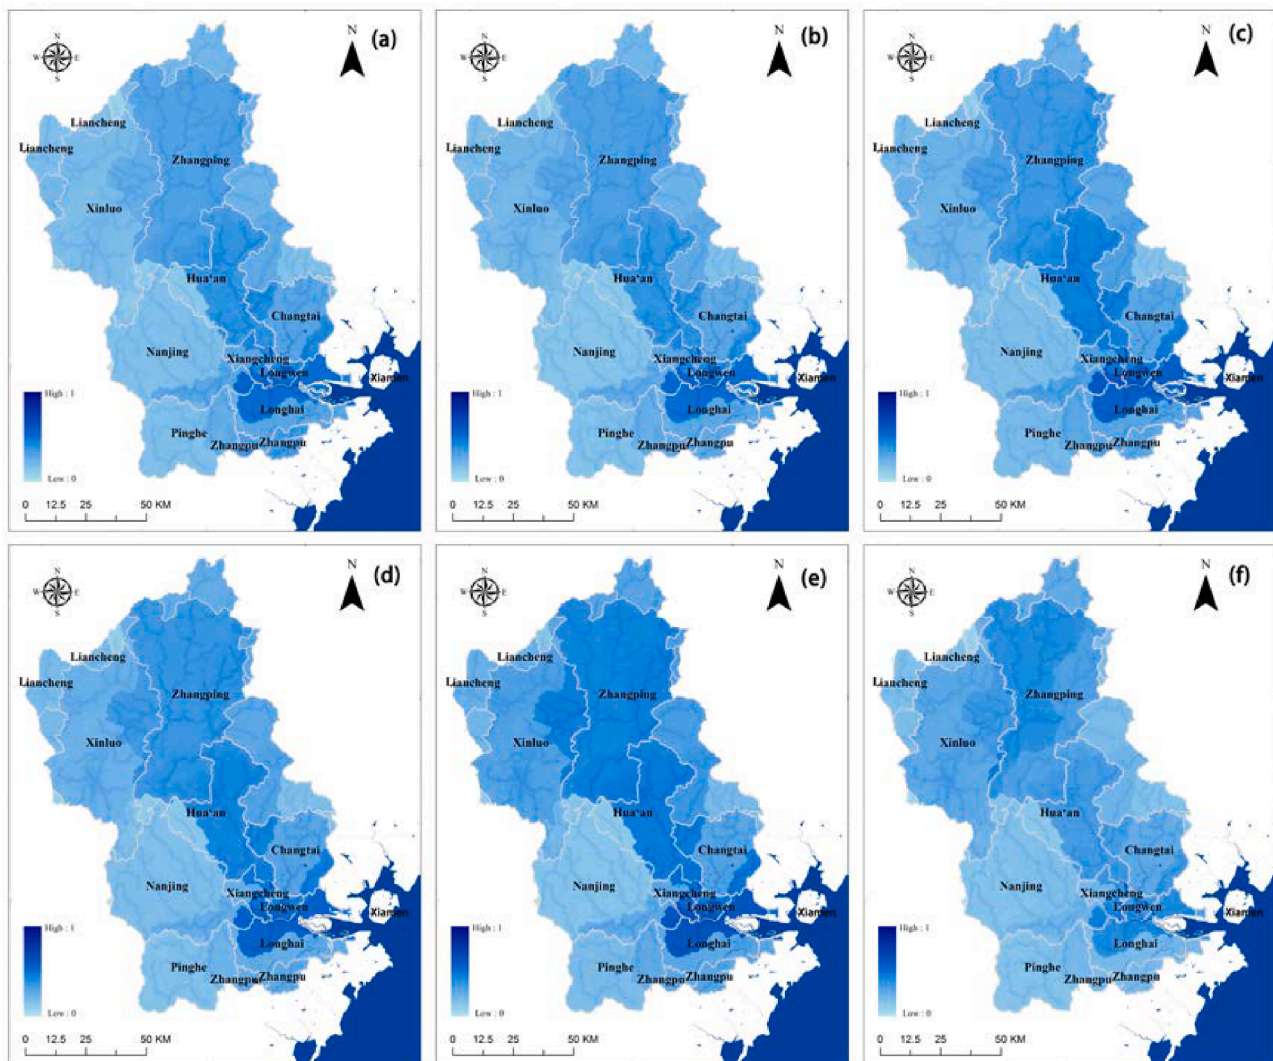 N
W E
S
N
(a)
Liancheng
Liancheng
Zhangping
Xinluo
Hua'an
Changtai
Nanjing
Xiangcheng
Longwen
Xiamen
High : 1
Longhai
Pinghe
Zhangpu
Zhangpu
Low : 0
0 12.5 25 50 KM
N
W E
S
N
(b)
Liancheng
Liancheng
Zhangping
Xinluo
Hua'an
Changtai
Nanjing
Xiangcheng
Longwen
Xiamen
High : 1
Longhai
Pinghe
Zhangpu
Zhangpu
Low : 0
0 12.5 25 50 KM
N
W E
S
N
(c)
Liancheng
Liancheng
Zhangping
Xinluo
Hua'an
Changtai
Nanjing
Xiangcheng
Longwen
Xiamen
High : 1
Longhai
Pinghe
Zhangpu
Zhangpu
Low : 0
0 12.5 25 50 KM
N
W E
S
N
(d)
Liancheng
Liancheng
Zhangping
Xinluo
Hua'an
Changtai
Nanjing
Xiangcheng
Longwen
Xiamen
High : 1
Longhai
Pinghe
Zhangpu
Zhangpu
Low : 0
0 12.5 25 50 KM
N
W E
S
N
(e)
Liancheng
Liancheng
Zhangping
Xinluo
Hua'an
Changtai
Nanjing
Xiangcheng
Longwen
Xiamen
High : 1
Longhai
Pinghe
Zhangpu
Zhangpu
Low : 0
0 12.5 25 50 KM
N
W E
S
N
(f)
Liancheng
Liancheng
Zhangping
Xinluo
Hua'an
Changtai
Nanjing
Xiangcheng
Longwen
Xiamen
High : 1
Longhai
Pinghe
Zhangpu
Zhangpu
Low : 0
0 12.5 25 50 KM